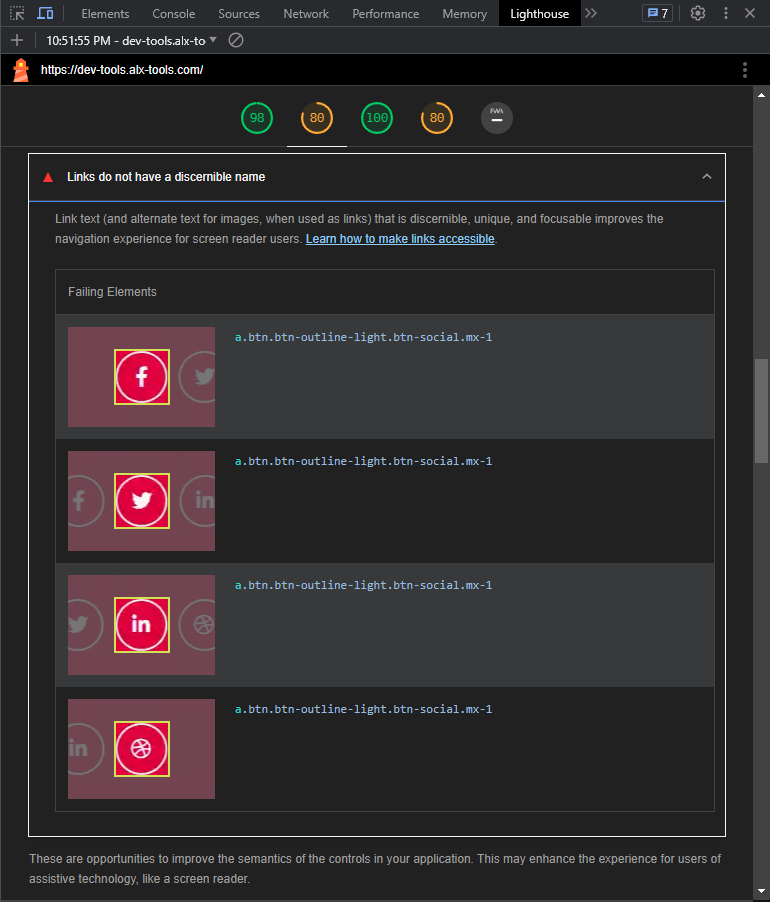 Elements Console Sources Network Performance Memory Lighthouse 7
10:51:55 PM - dev-tools.alx-to
https://dev-tools.alx-tools.com/
98 80 100 80 PWA
Links do not have a discernible name
Link text (and alternate text for images, when used as links) that is discernible, unique, and focusable improves the
navigation experience for screen reader users. Learn how to make links accessible.
Failing Elements
a.btn.btn-outline-light.btn-social.mx-1
f
a.btn.btn-outline-light.btn-social.mx-1
f in
a.btn.btn-outline-light.btn-social.mx-1
in
a.btn.btn-outline-light.btn-social.mx-1
in
These are opportunities to improve the semantics of the controls in your application. This may enhance the experience for users of
assistive technology, like a screen reader.